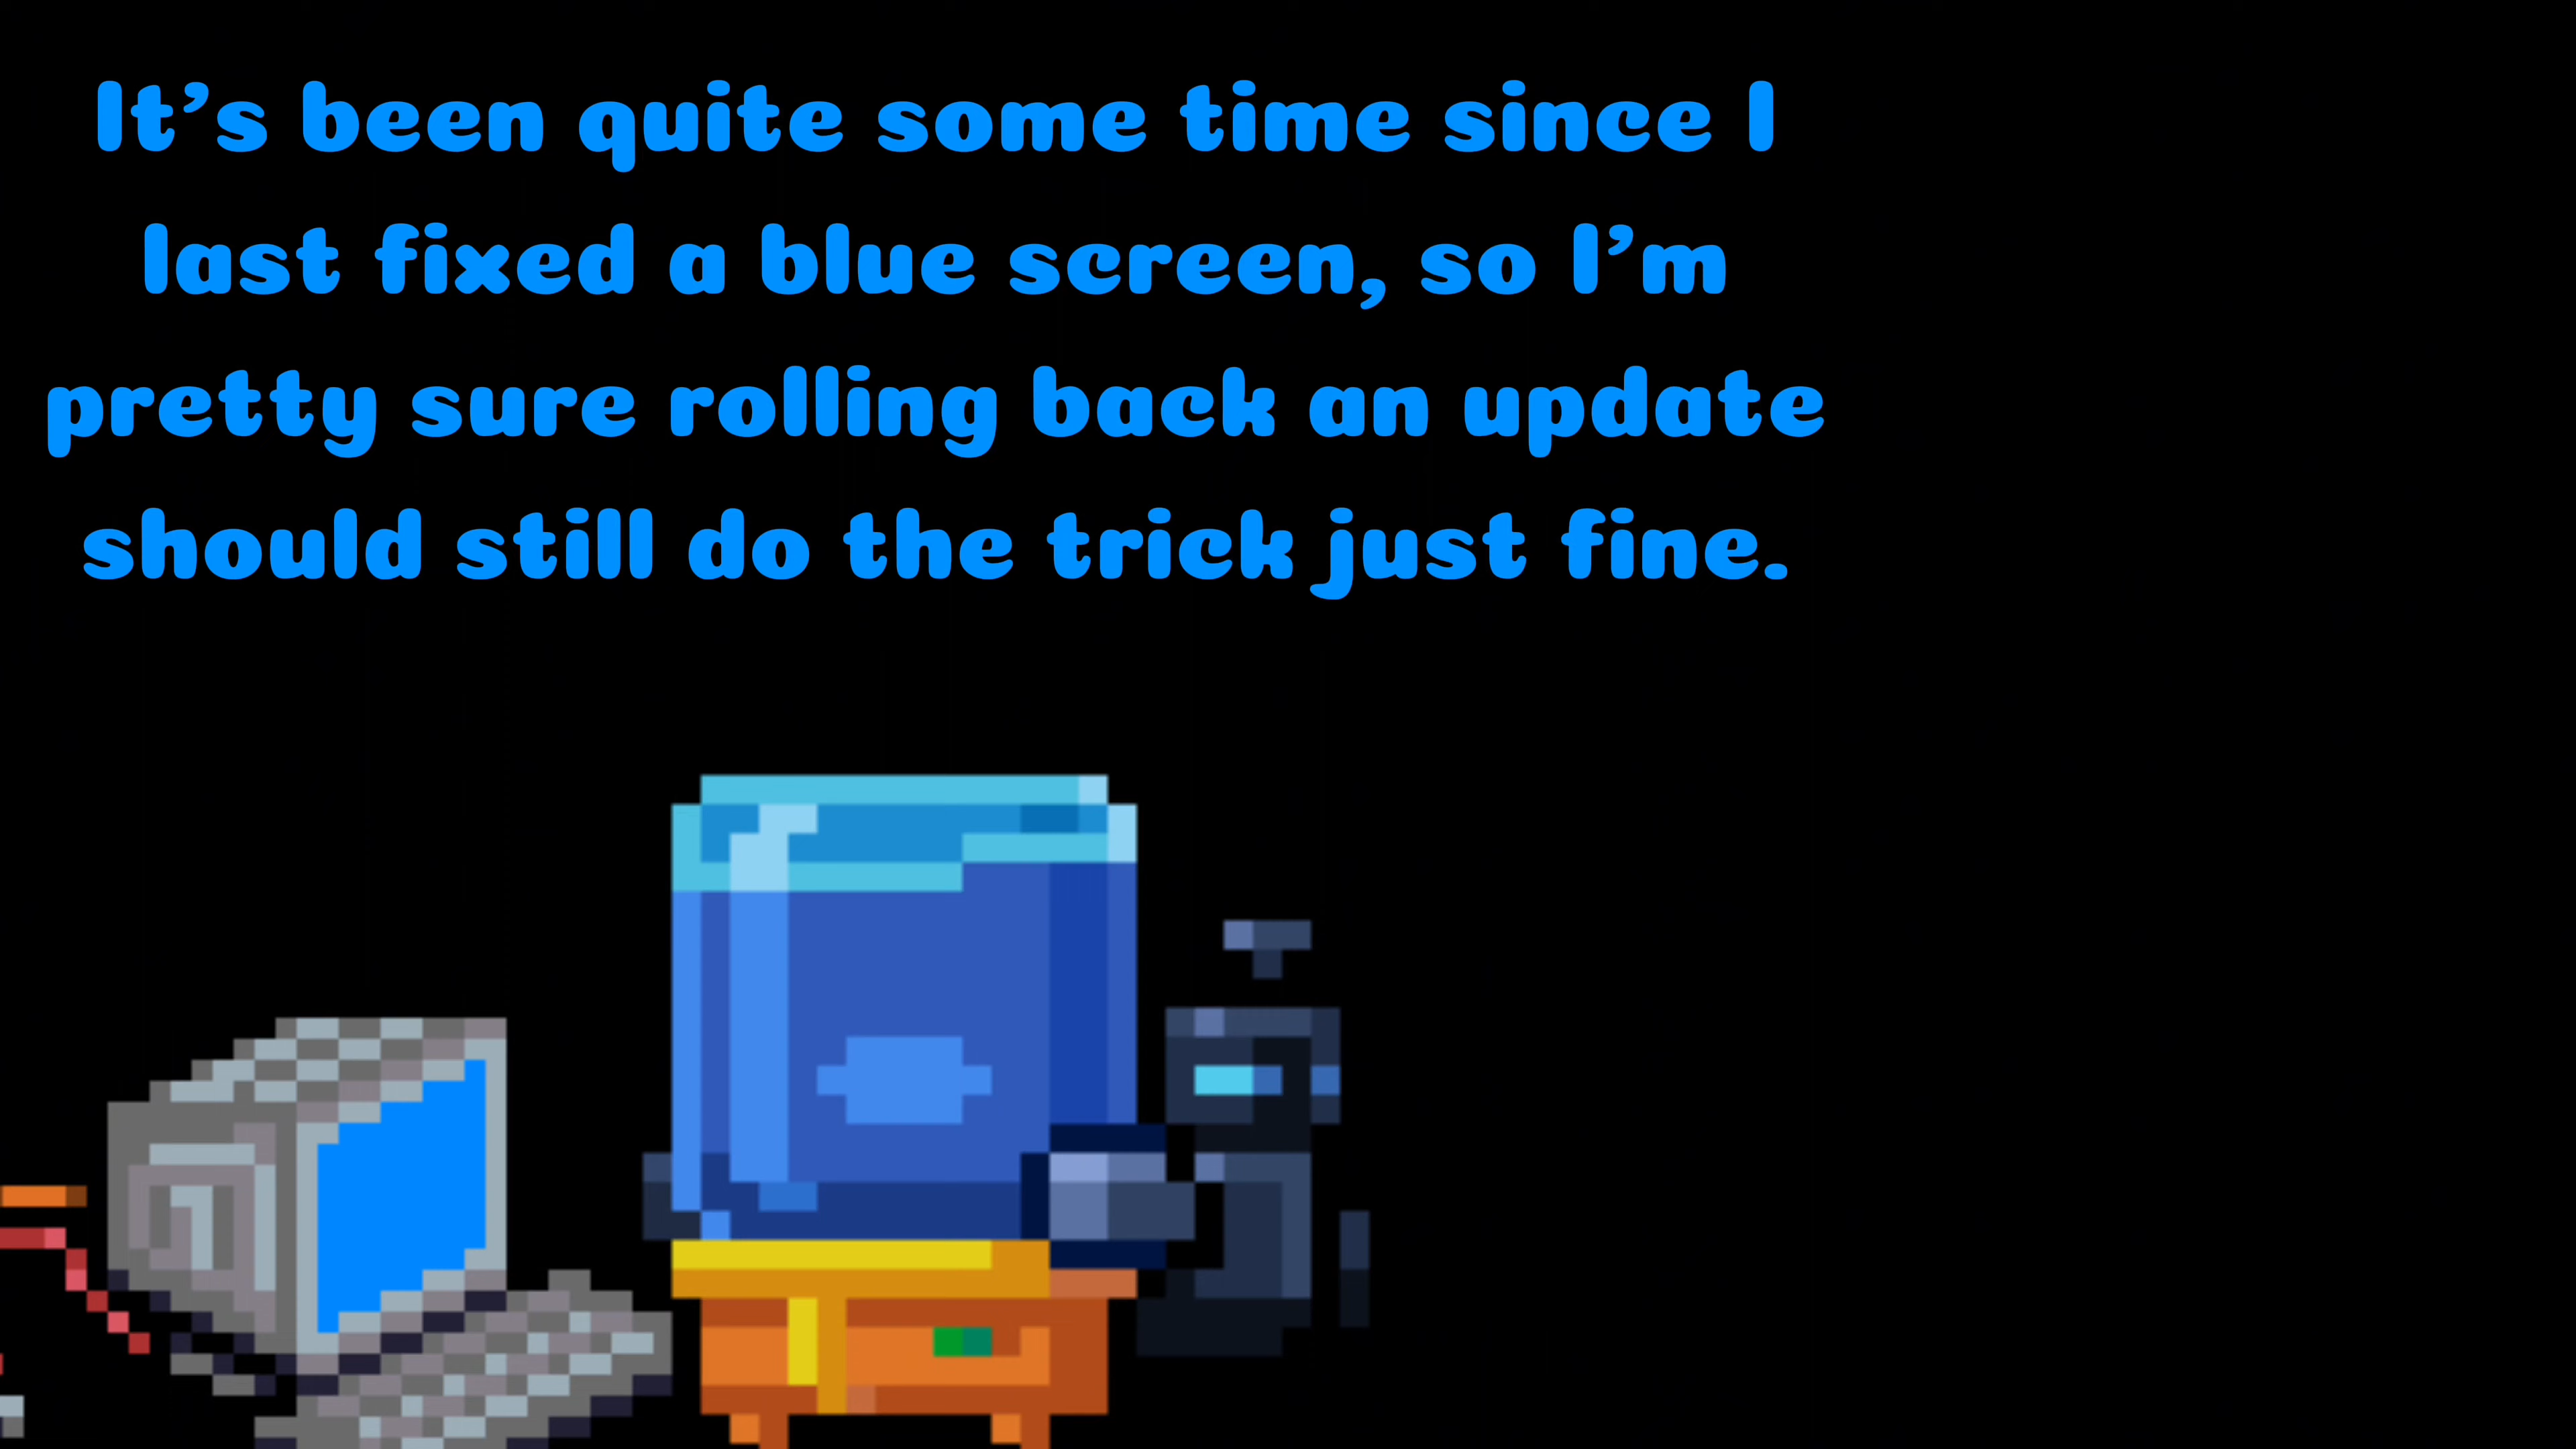 It’s been quite some time since I
last fixed a blue screen, so I’m
pretty sure rolling back an update
should still do the trick just fine.